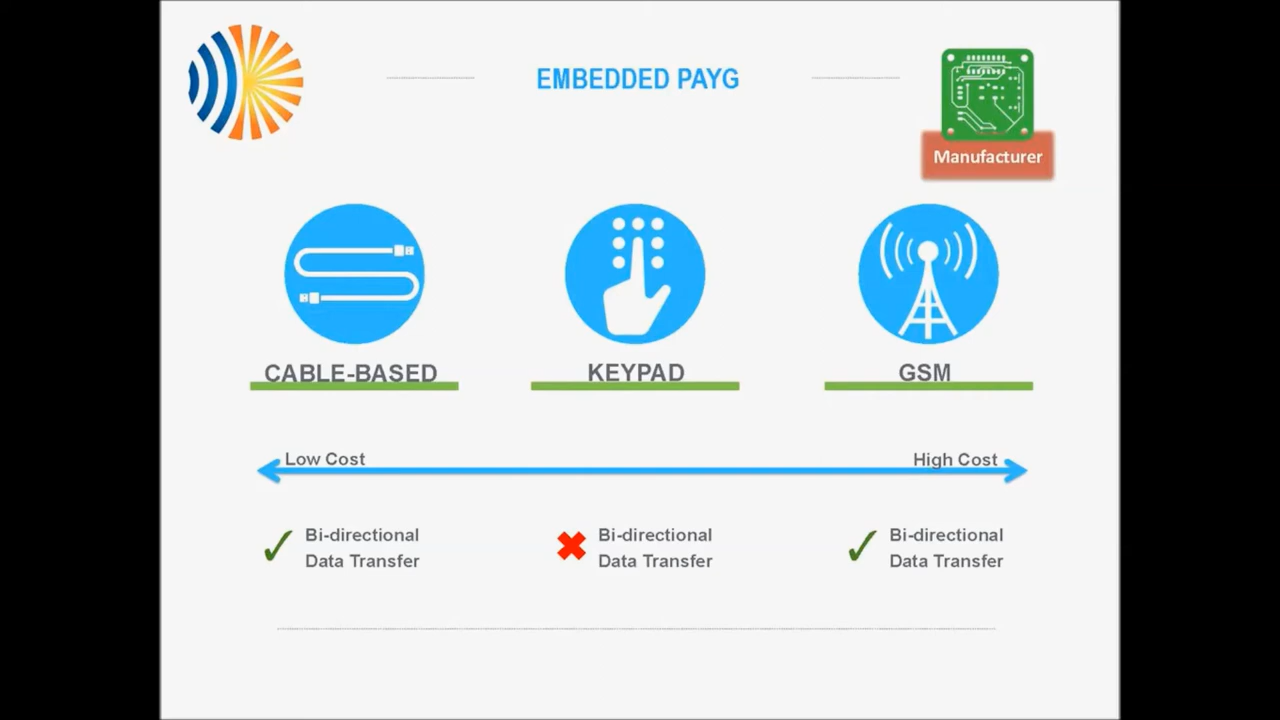 EMBEDDED PAYG
Manufacturer
CABLE-BASED
KEYPAD
GSM
Low Cost
High Cost
Bi-directional
Data Transfer
Bi-directional
Data Transfer
Bi-directional
Data Transfer